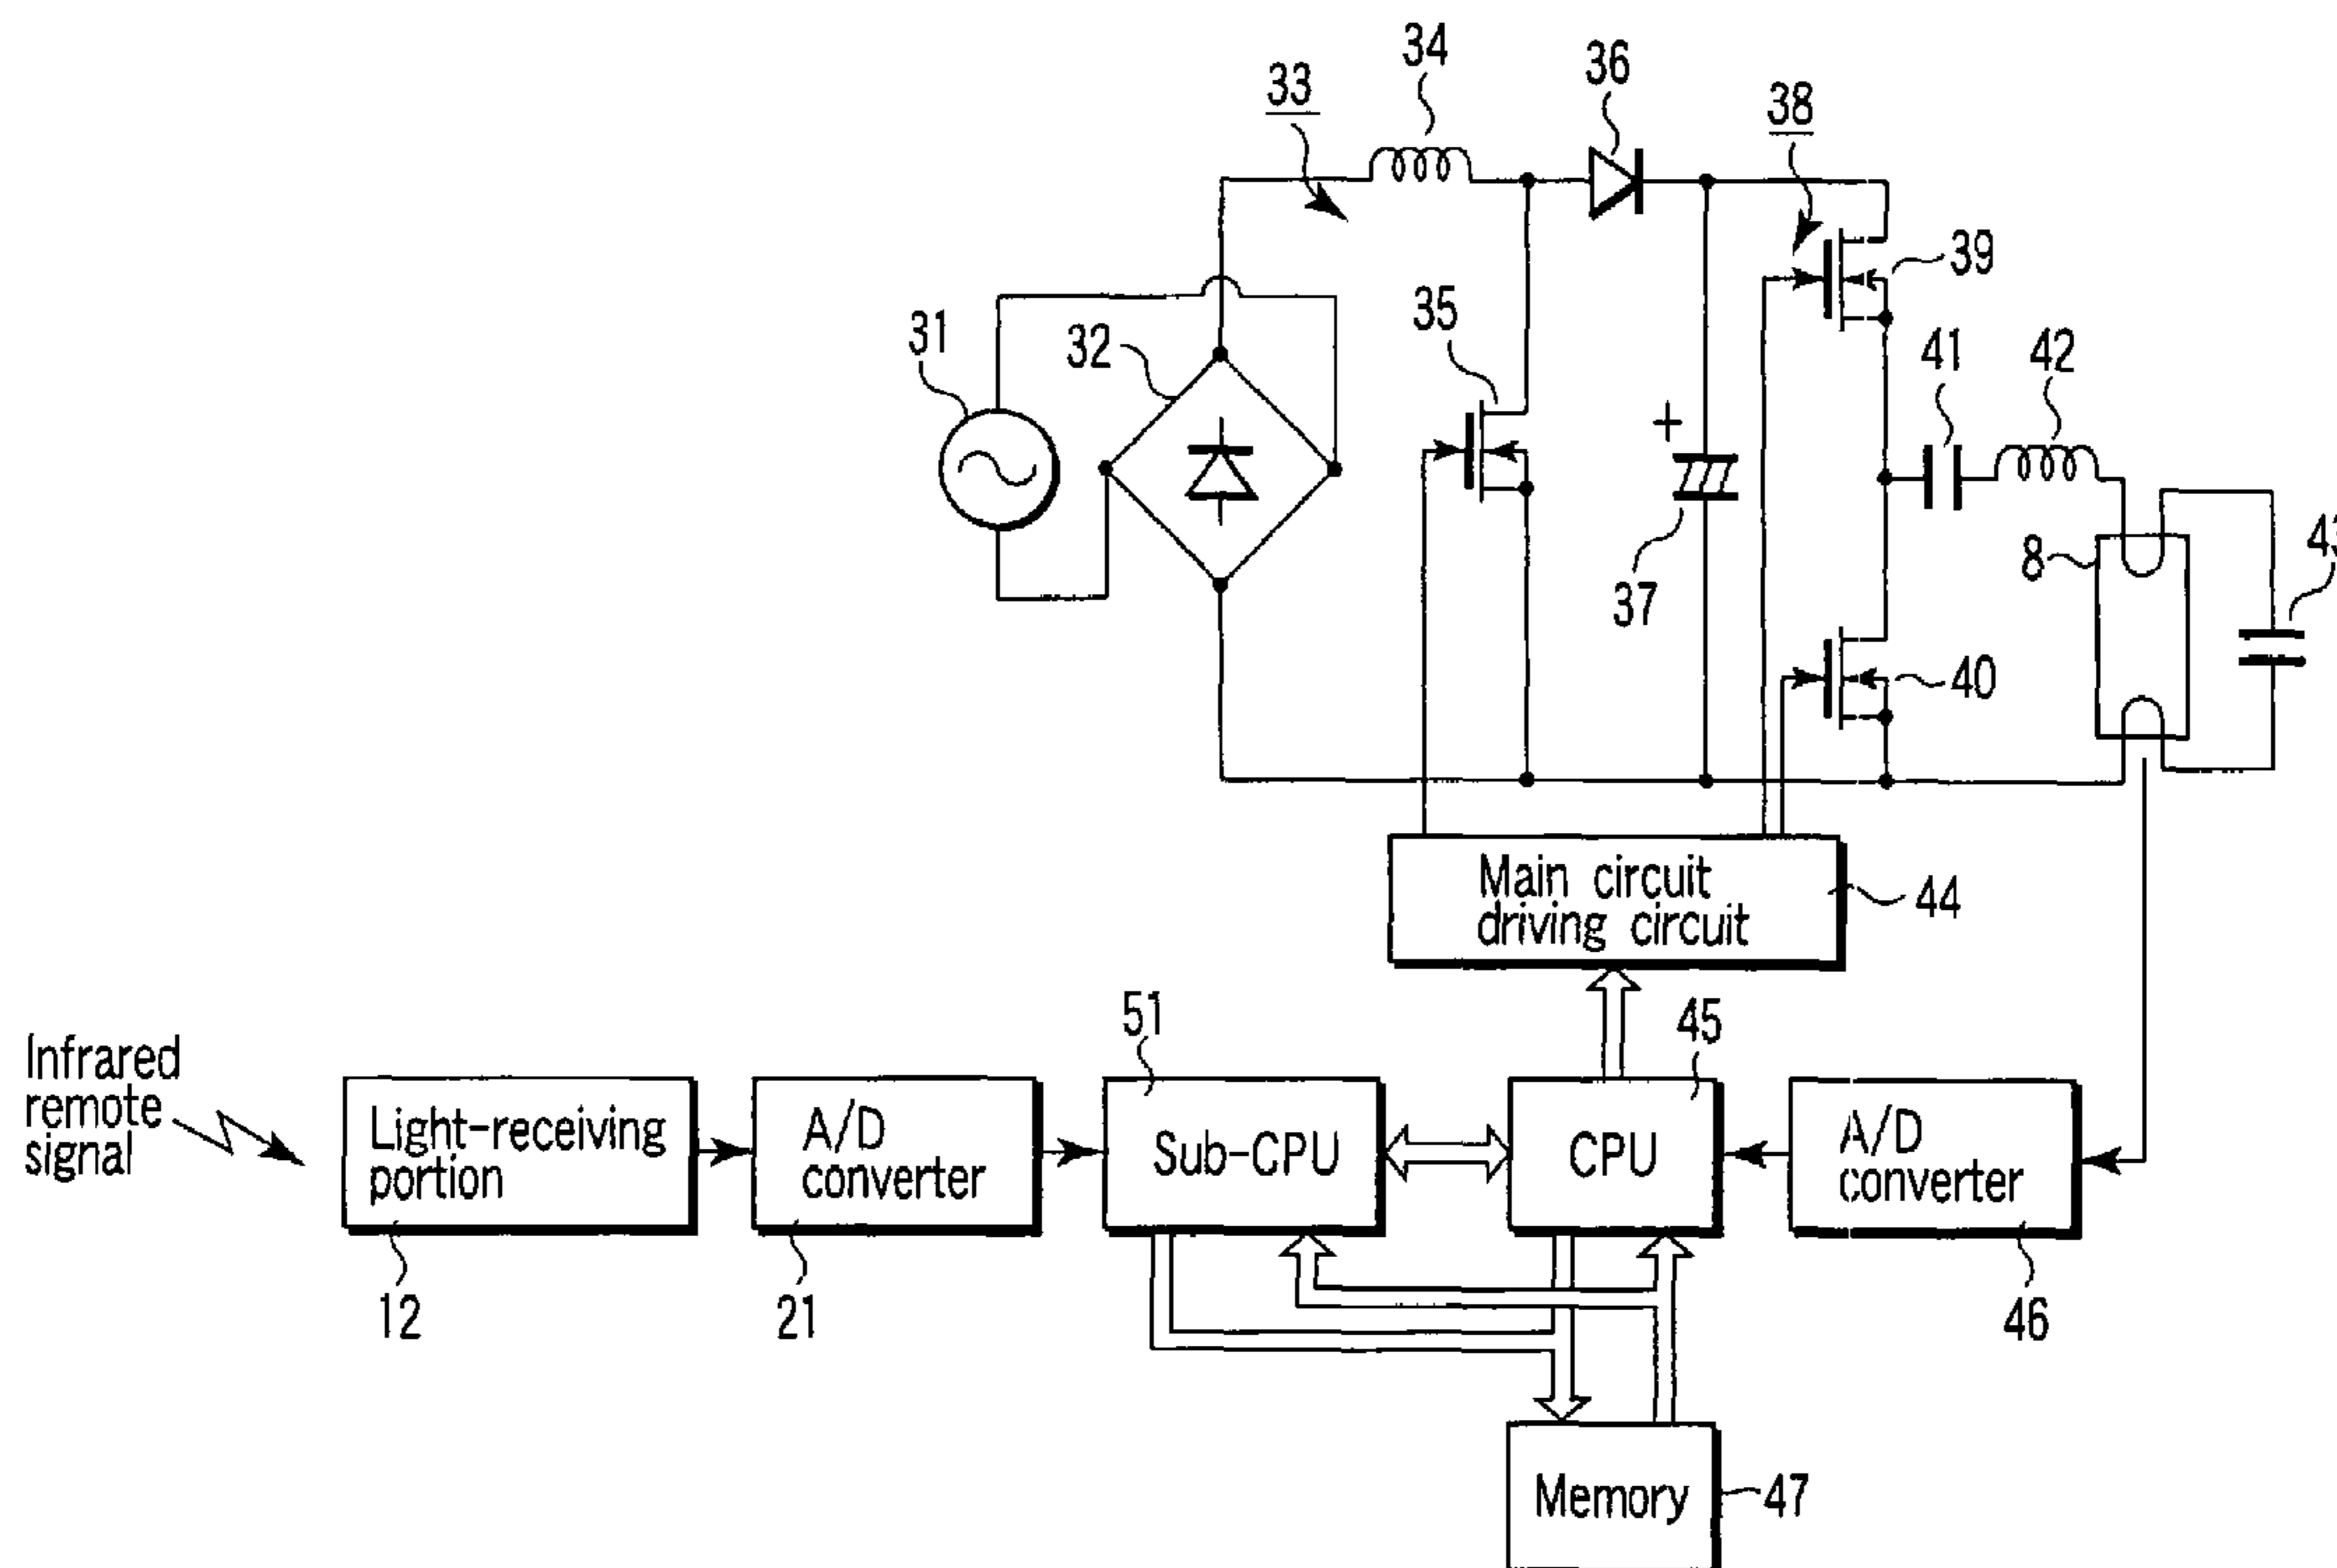 34
36
33
38
39
35
31
32
41
42
+
8
43
37
40
Main circuit
driving circuit
44
51
45
Infrared
remote
signal
Light-receiving
portion
A/D
converter
Sub-CPU
CPU
A/D
converter
12
21
46
Memory
47